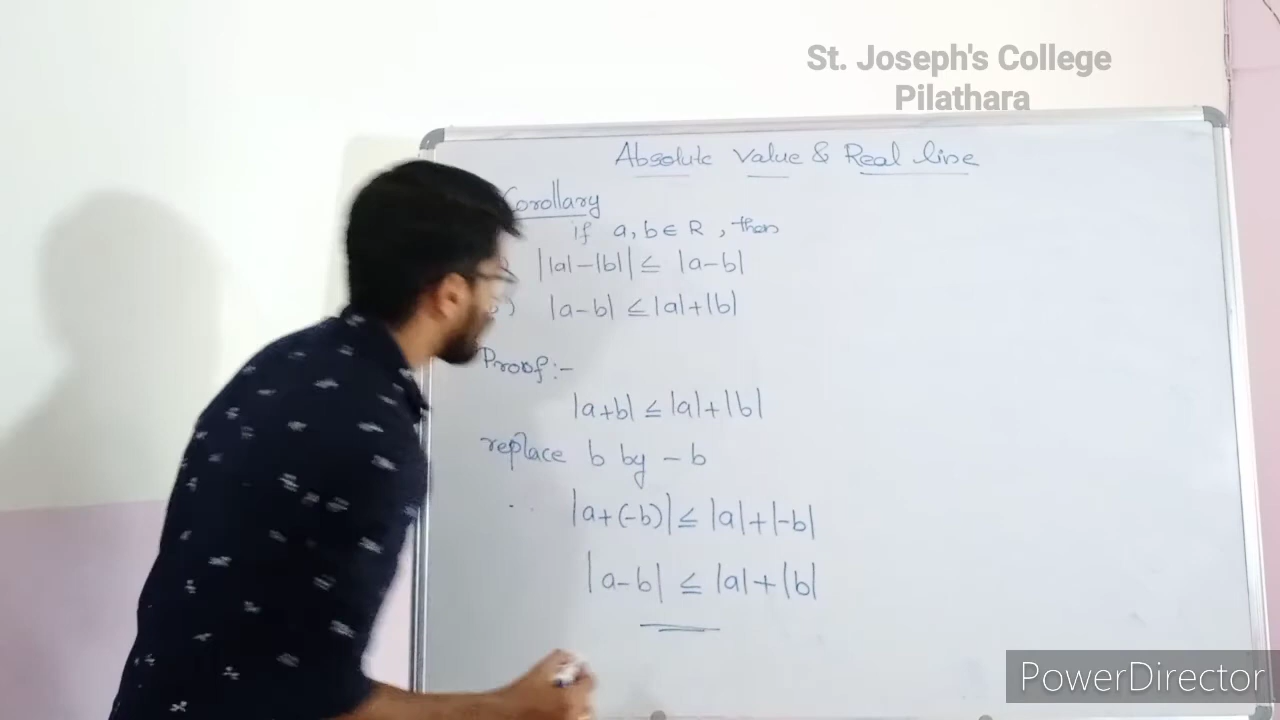 St. Joseph's College
Pilathara
Absolute Value & Real line
Corollary
if a, b ∈ R, then
||a|-|b|| ≤ |a-b|
b) |a-b| ≤ |a|+|b|
Proof:-
|a+b| ≤ |a|+|b|
replace b by -b
|a+(-b)| ≤ |a|+|-b|
|a-b| ≤ |a|+|b|
PowerDirector